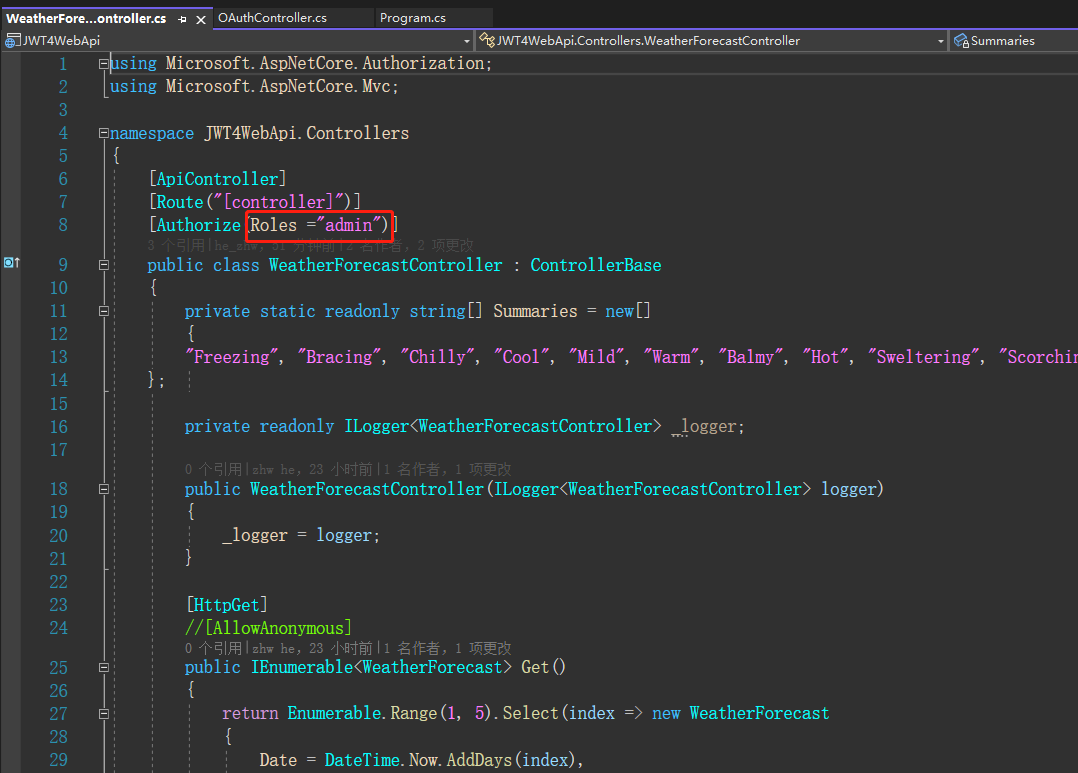 WeatherFore...ontroller.cs
OAuthController.cs
Program.cs
JWT4WebApi
JWT4WebApi.Controllers.WeatherForecastController
Summaries
1 using Microsoft.AspNetCore.Authorization;
2 using Microsoft.AspNetCore.Mvc;
3
4 namespace JWT4WebApi.Controllers
5 {
6 [ApiController]
7 [Route("[controller]")]
8 [Authorize(Roles ="admin")]
3 个引用|he_zhw，31 分钟前|2 名作者，2 项更改
9 public class WeatherForecastController : ControllerBase
10 {
11 private static readonly string[] Summaries = new[]
12 {
13 "Freezing", "Bracing", "Chilly", "Cool", "Mild", "Warm", "Balmy", "Hot", "Sweltering", "Scorchin
14 };
15
16 private readonly ILogger<WeatherForecastController> _logger;
17
0 个引用|zhw he，23 小时前|1 名作者，1 项更改
18 public WeatherForecastController(ILogger<WeatherForecastController> logger)
19 {
20 _logger = logger;
21 }
22
23 [HttpGet]
24 //[AllowAnonymous]
0 个引用|zhw he，23 小时前|1 名作者，1 项更改
25 public IEnumerable<WeatherForecast> Get()
26 {
27 return Enumerable.Range(1, 5).Select(index => new WeatherForecast
28 {
29 Date = DateTime.Now.AddDays(index),